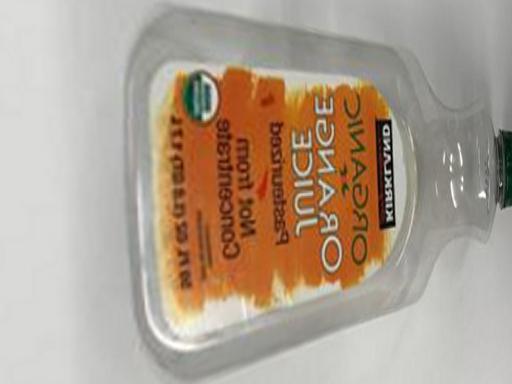 KIRKLAND
ORGANIC
ORANGE
JUICE
Pasteurized
Not from
Concentrate